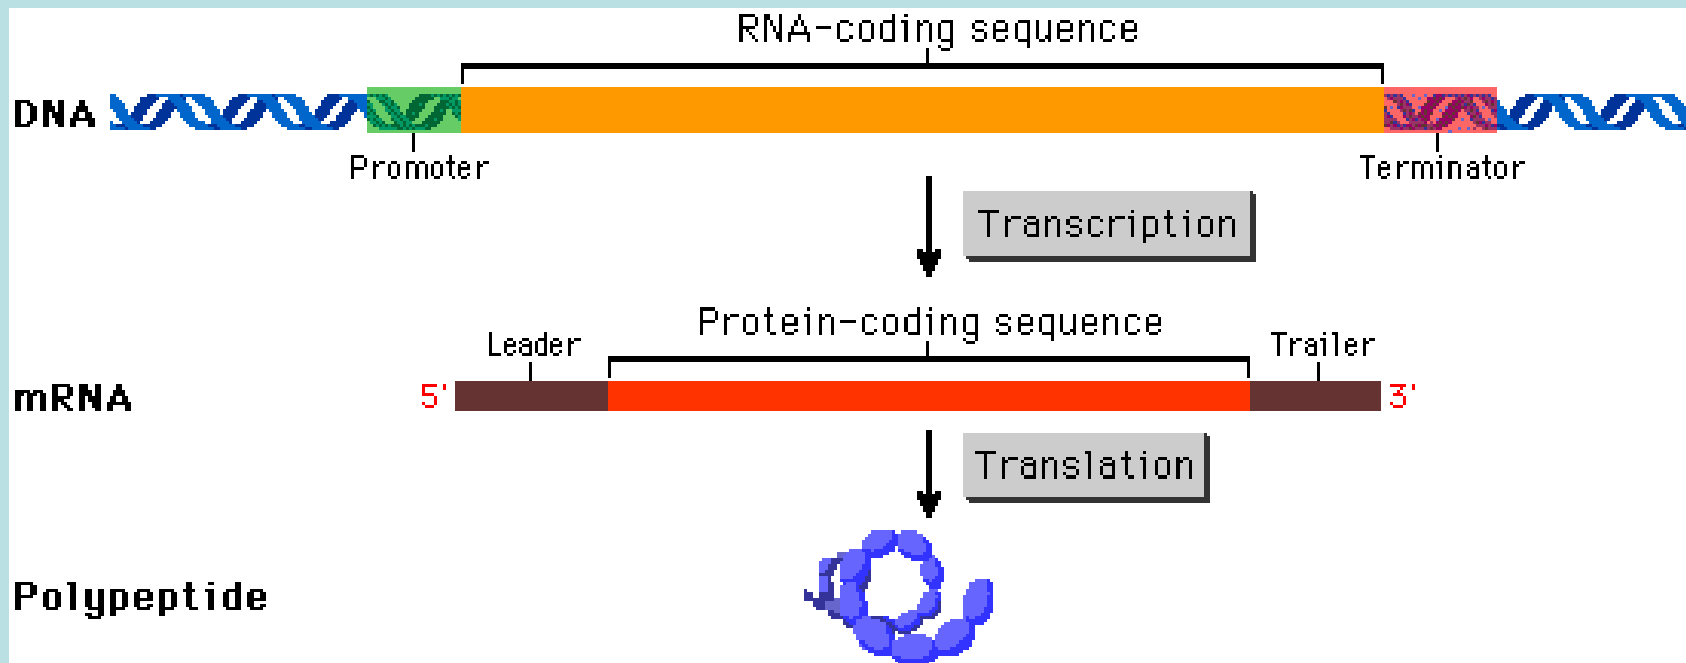 RNA-coding sequence
DNA
Promoter
Terminator
Transcription
Protein-coding sequence
Leader
Trailer
mRNA
5'
3'
Translation
Polypeptide